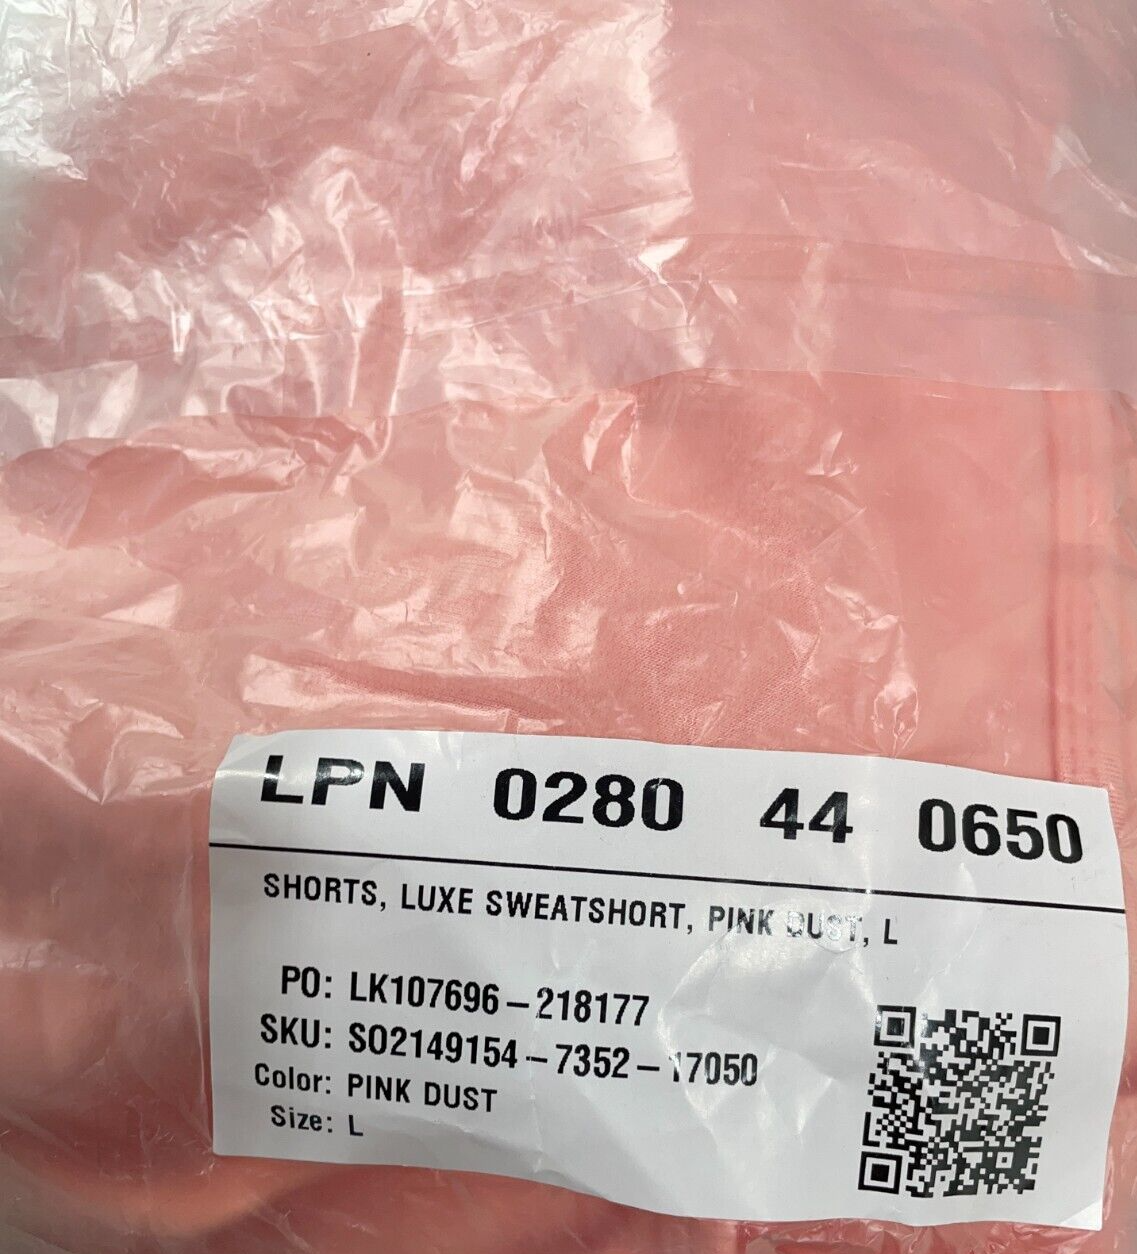 LPN 0280 44 0650
SHORTS, LUXE SWEATSHORT, PINK DUST, L
PO: LK107696-218177
SKU: SO2149154-7352-17050
Color: PINK DUST
Size: L